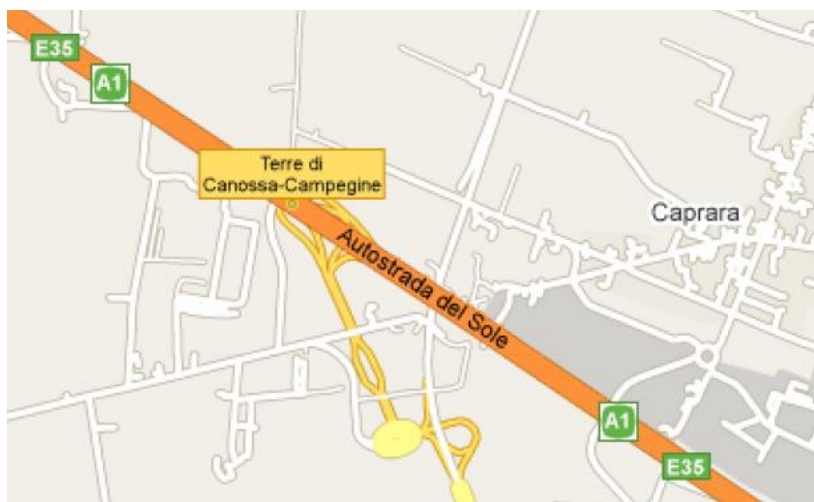 E35
A1
Terre di
Canossa-Campegine
Caprara
Autostrada del Sole
A1
E35